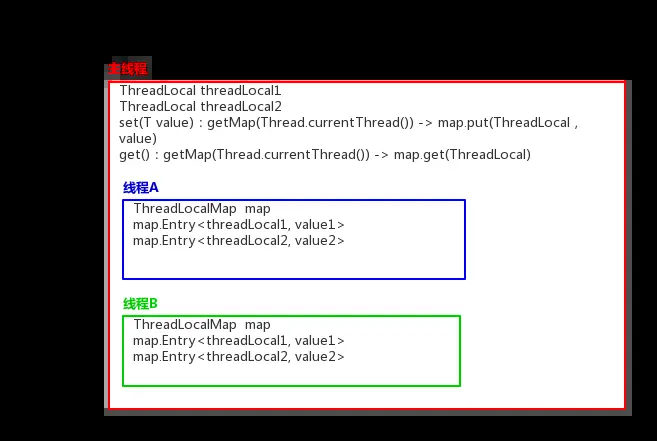 主线程
ThreadLocal threadLocal1
ThreadLocal threadLocal2
set(T value) : getMap(Thread.currentThread()) -> map.put(ThreadLocal ,
value)
get() : getMap(Thread.currentThread()) -> map.get(ThreadLocal)
线程A
ThreadLocalMap map
map.Entry<threadLocal1, value1>
map.Entry<threadLocal2, value2>
线程B
ThreadLocalMap map
map.Entry<threadLocal1, value1>
map.Entry<threadLocal2, value2>